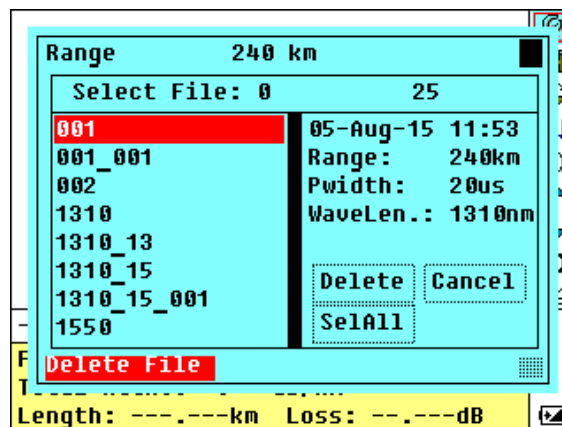 Range 240 km
Select File: 0 25
001
001_001
002
1310
1310_13
1310_15
1310_15_001
1550
05-Aug-15 11:53
Range: 240km
Pwidth: 20us
WaveLen.: 1310nm
Delete Cancel
SelAll
Delete File
Length: ---.---km Loss: --.---dB